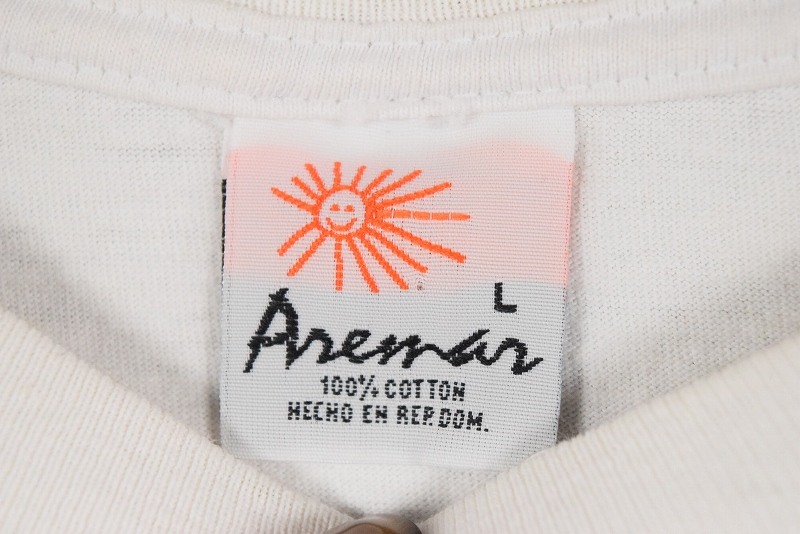 L
Aremar
100% COTTON
HECHO EN REP. DOM.